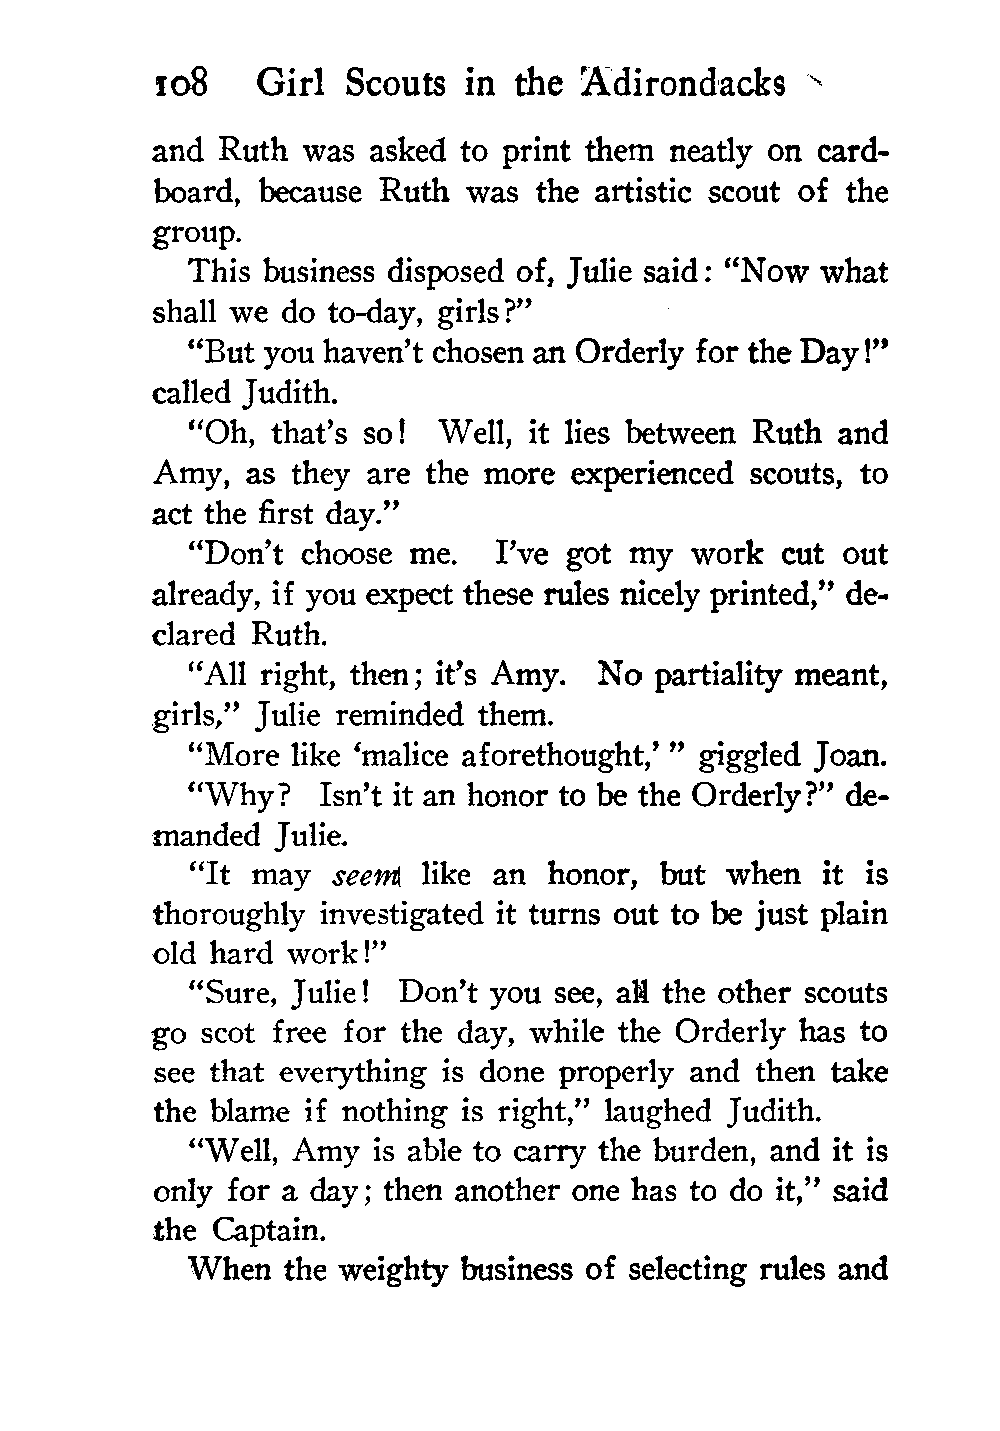 108 Girl Scouts in the Adirondacks
and Ruth was asked to print them neatly on card-
board, because Ruth was the artistic scout of the
group.
This business disposed of, Julie said: “Now what
shall we do to-day, girls?”
“But you haven’t chosen an Orderly for the Day!”
called Judith.
“Oh, that’s so! Well, it lies between Ruth and
Amy, as they are the more experienced scouts, to
act the first day.”
“Don’t choose me. I’ve got my work cut out
already, if you expect these rules nicely printed,” de-
clared Ruth.
“All right, then; it’s Amy. No partiality meant,
girls,” Julie reminded them.
“More like ‘malice aforethought,’ ” giggled Joan.
“Why? Isn’t it an honor to be the Orderly?” de-
manded Julie.
“It may seem like an honor, but when it is
thoroughly investigated it turns out to be just plain
old hard work!”
“Sure, Julie! Don’t you see, all the other scouts
go scot free for the day, while the Orderly has to
see that everything is done properly and then take
the blame if nothing is right,” laughed Judith.
“Well, Amy is able to carry the burden, and it is
only for a day; then another one has to do it,” said
the Captain.
When the weighty business of selecting rules and